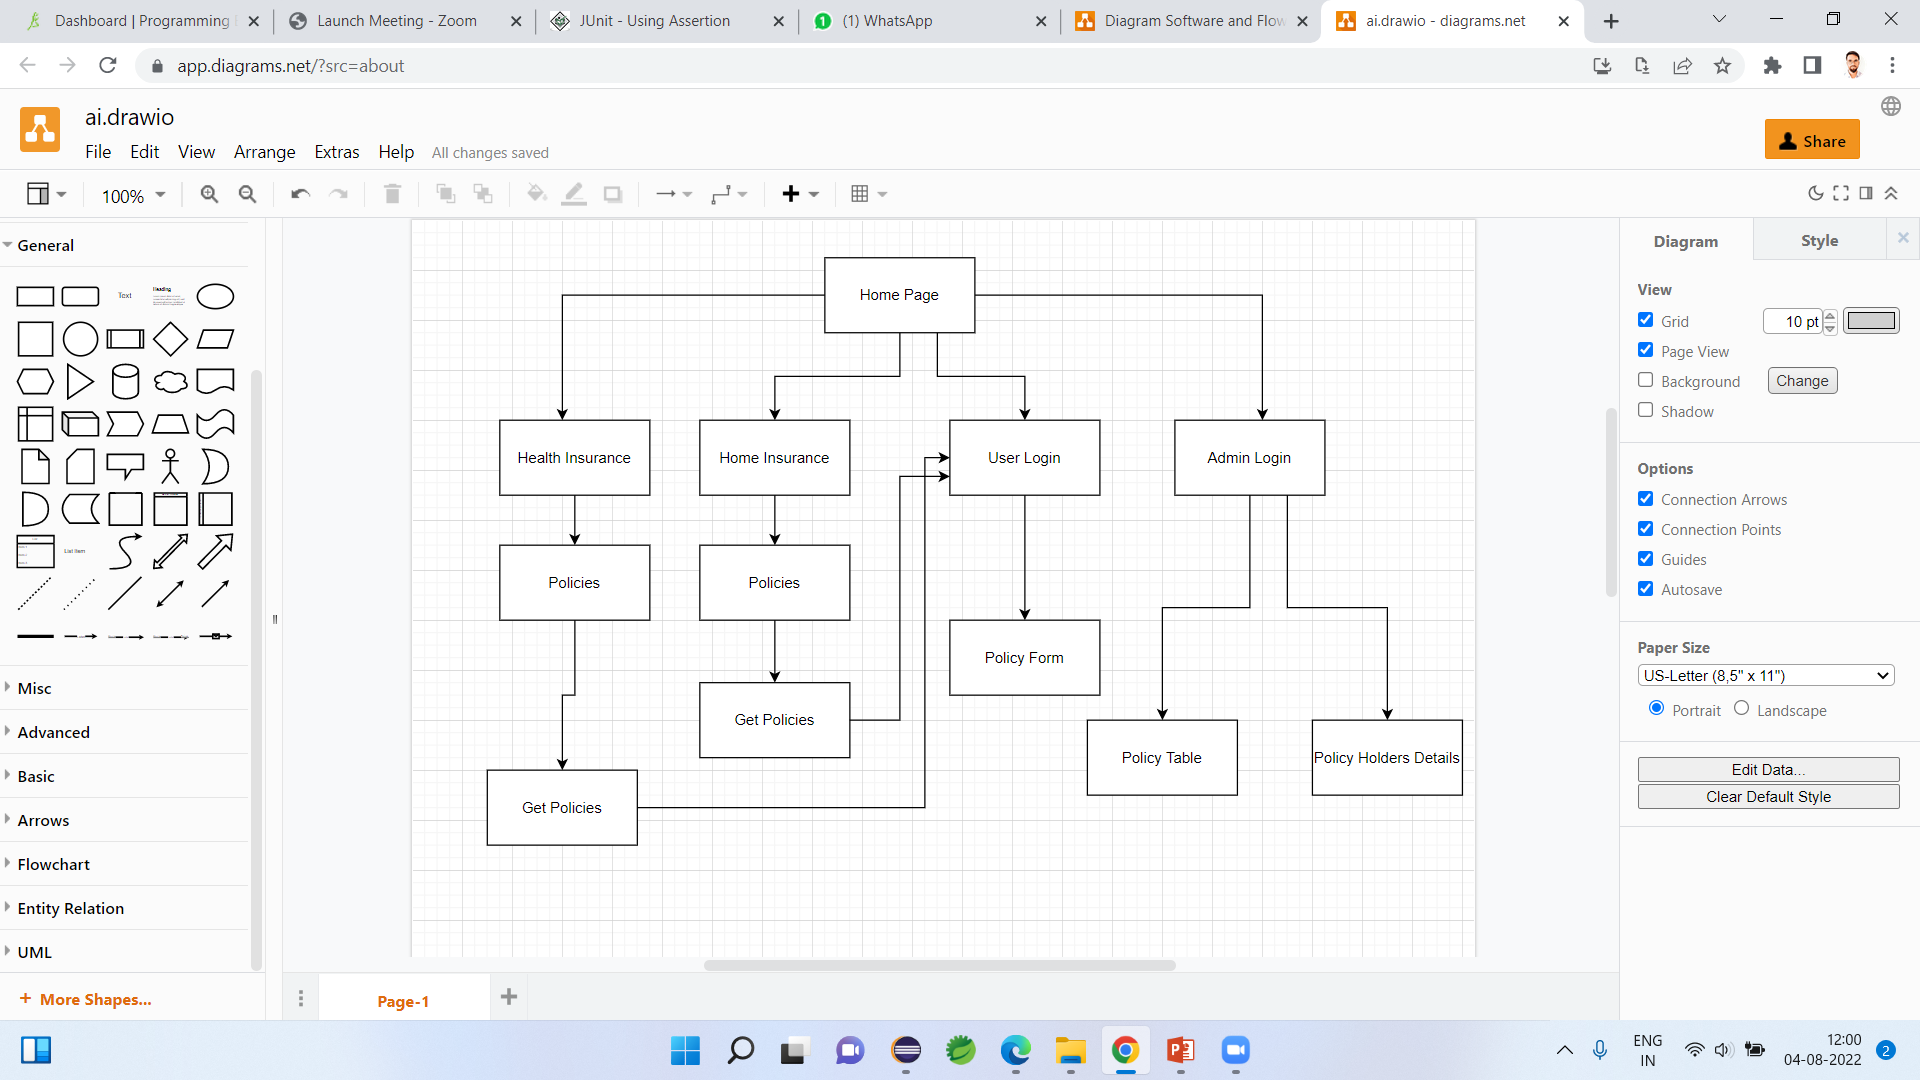 Dashboard | Programming
Launch Meeting - Zoom
JUnit - Using Assertion
(1) WhatsApp
Diagram Software and Flow
ai.drawio - diagrams.net
app.diagrams.net/?src=about
ai.drawio
File Edit View Arrange Extras Help All changes saved
Share
100%
General
Text
Heading
List Item
Misc
Advanced
Basic
Arrows
Flowchart
Entity Relation
UML
+ More Shapes...
Home Page
Health Insurance
Home Insurance
User Login
Admin Login
Policies
Policies
Policy Form
Get Policies
Policy Table
Policy Holders Details
Get Policies
Page-1
Diagram
Style
View
Grid
10 pt
Page View
Background
Change
Shadow
Options
Connection Arrows
Connection Points
Guides
Autosave
Paper Size
US-Letter (8,5" x 11")
Portrait
Landscape
Edit Data...
Clear Default Style
ENG
IN
12:00
04-08-2022
2